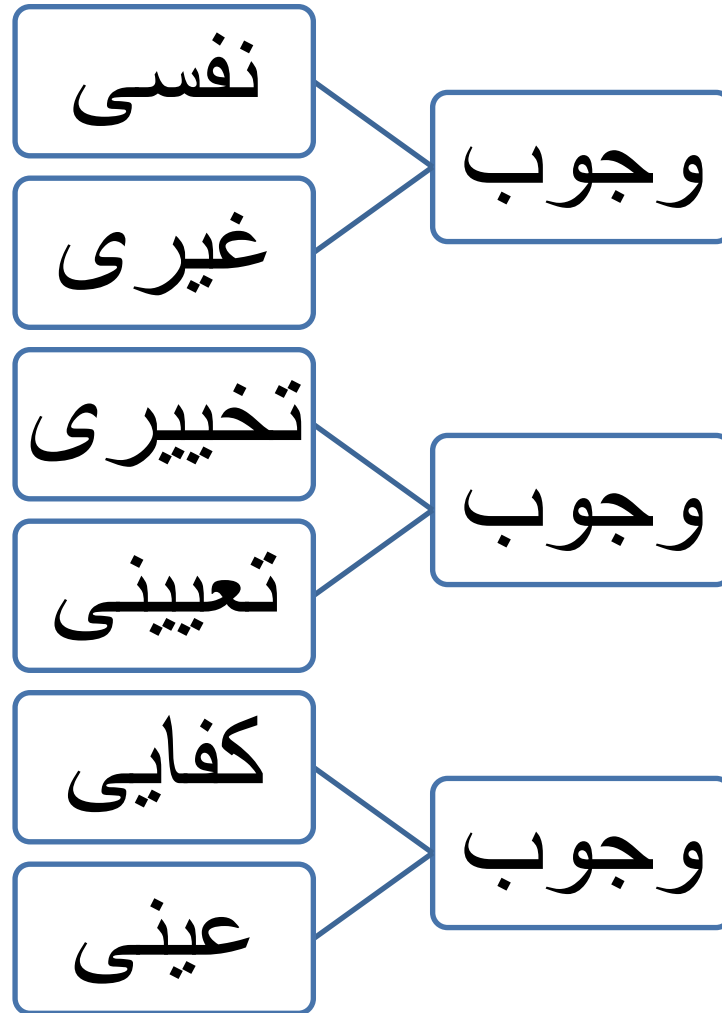 وجوب
نفسی
غیری
وجوب
تخییری
تعیینی
وجوب
کفایی
عینی